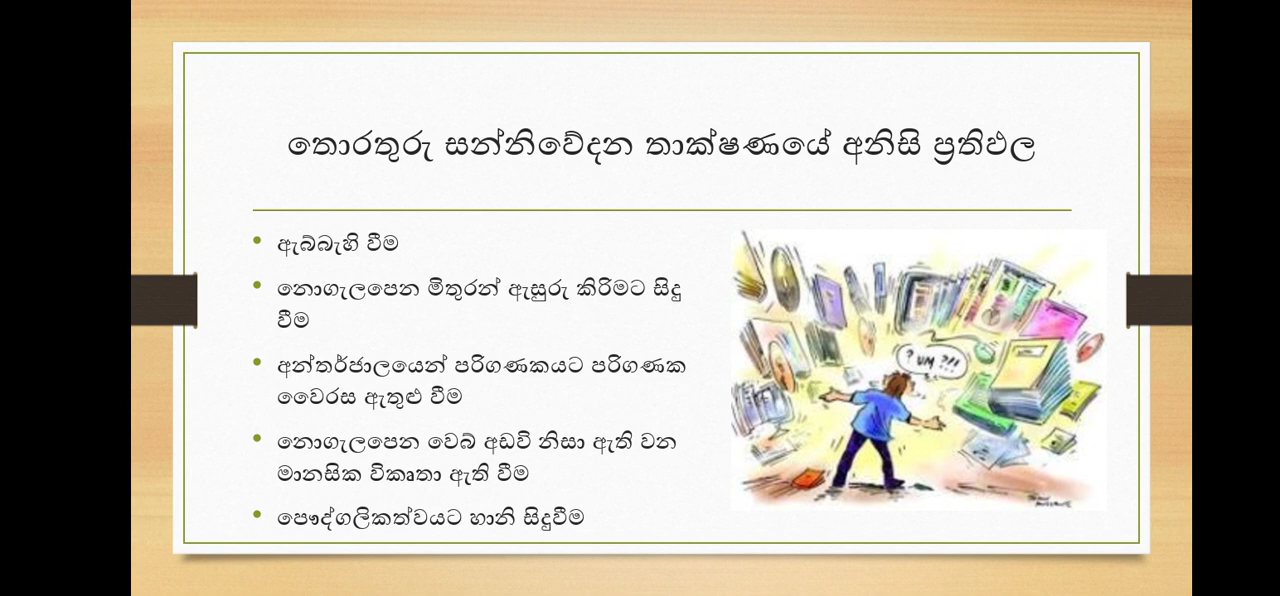 තොරතුරු සන්නිවේදන තාක්ෂණයේ අනිසි ප්‍රතිඵල
• ඇබ්බැහි වීම
• නොගැලපෙන මිතුරන් ඇසුරු කිරිමට සිදු
වීම
• අන්තර්ජාලයෙන් පරිගණකයට පරිගණක
වෛරස ඇතුළු වීම
• නොගැලපෙන වෙබ් අඩවි නිසා ඇති වන
මානසික විකෘතා ඇති වීම
• පෞද්ගලිකත්වයට හානි සිදුවීම
? UM ?!!